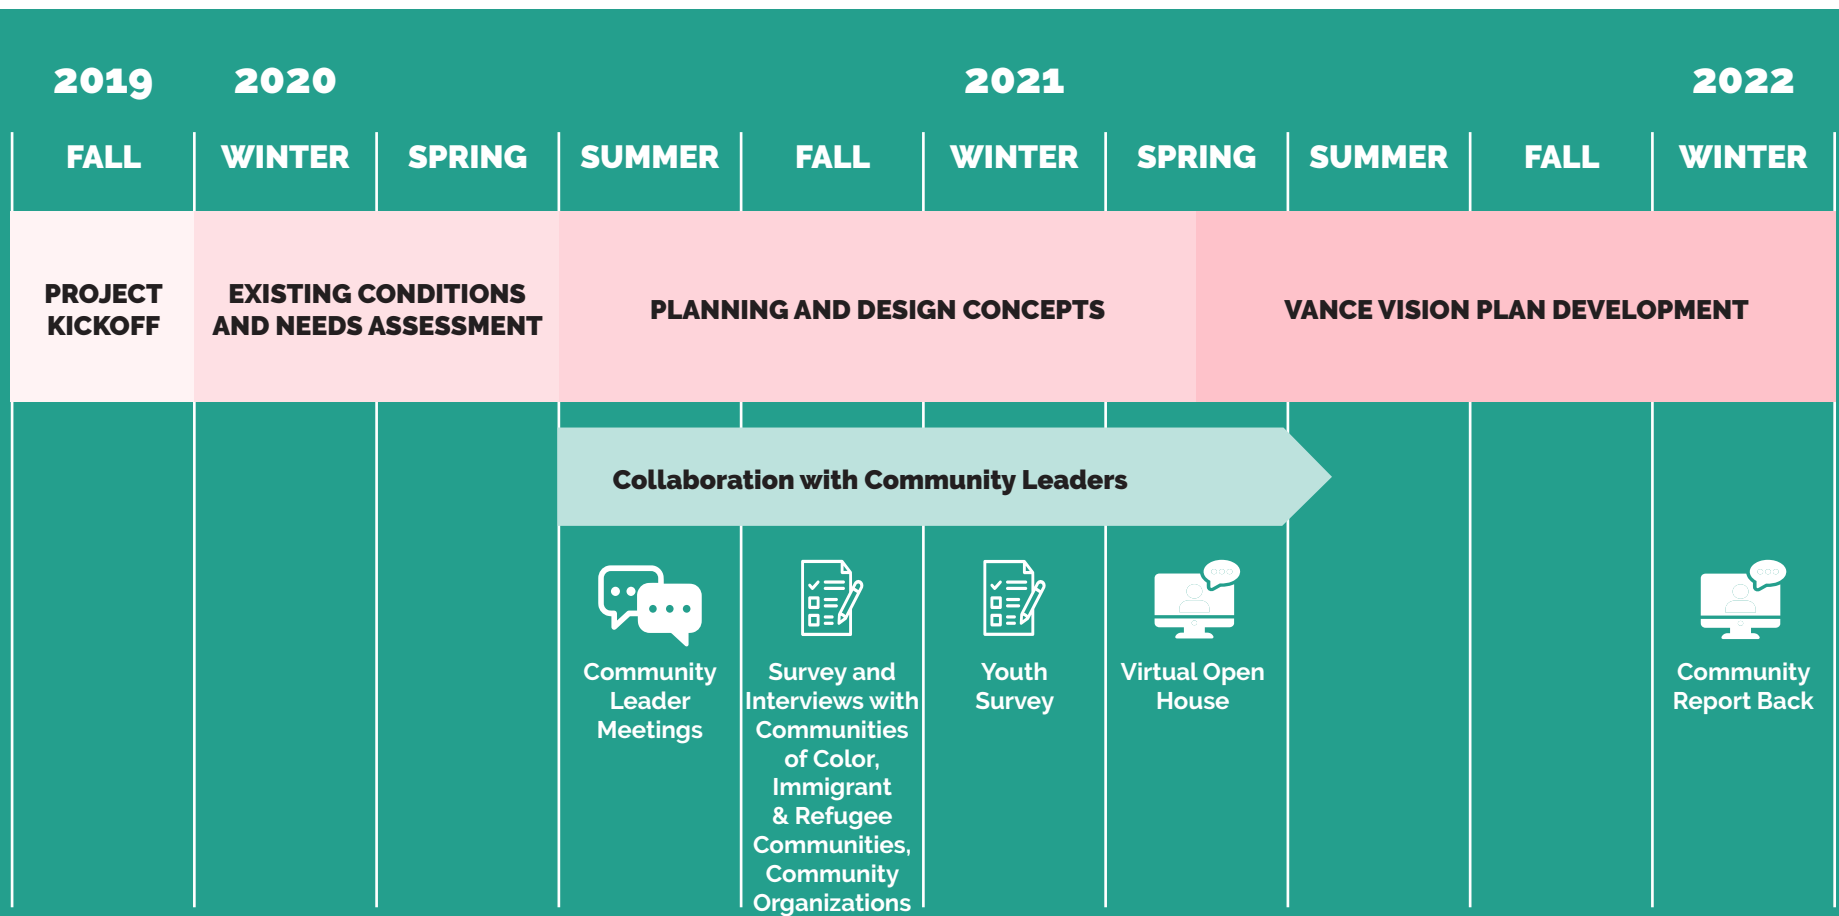 2019 2020 2021 2022
FALL WINTER SPRING SUMMER FALL WINTER SPRING SUMMER FALL WINTER
PROJECT
KICKOFF
EXISTING CONDITIONS
AND NEEDS ASSESSMENT
PLANNING AND DESIGN CONCEPTS
VANCE VISION PLAN DEVELOPMENT
Collaboration with Community Leaders
Community
Leader
Meetings
Survey and
Interviews with
Communities
of Color,
Immigrant
& Refugee
Communities,
Community
Organizations
Youth
Survey
Virtual Open
House
Community
Report Back